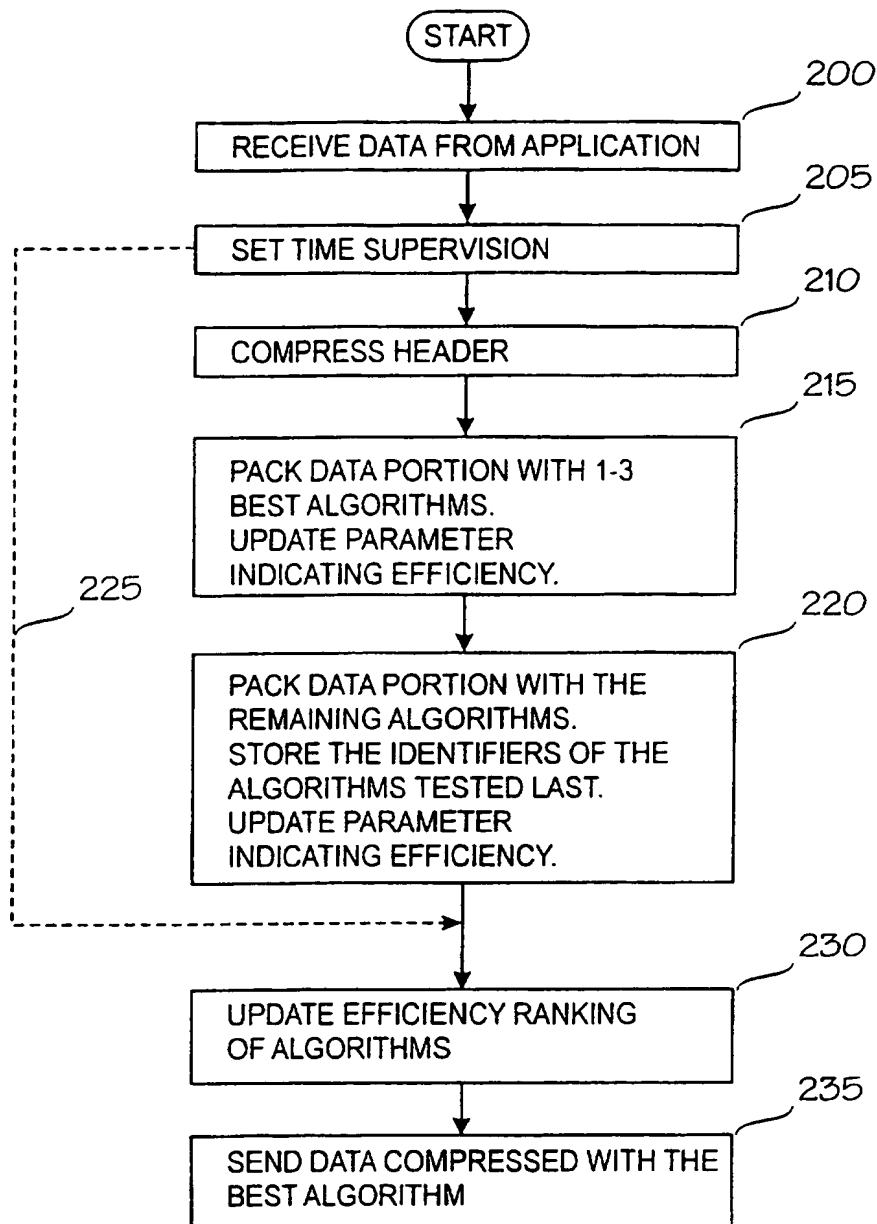 START
200
RECEIVE DATA FROM APPLICATION
205
SET TIME SUPERVISION
210
COMPRESS HEADER
215
PACK DATA PORTION WITH 1-3
BEST ALGORITHMS.
UPDATE PARAMETER
INDICATING EFFICIENCY.
225
220
PACK DATA PORTION WITH THE
REMAINING ALGORITHMS.
STORE THE IDENTIFIERS OF THE
ALGORITHMS TESTED LAST.
UPDATE PARAMETER
INDICATING EFFICIENCY.
230
UPDATE EFFICIENCY RANKING
OF ALGORITHMS
235
SEND DATA COMPRESSED WITH THE
BEST ALGORITHM